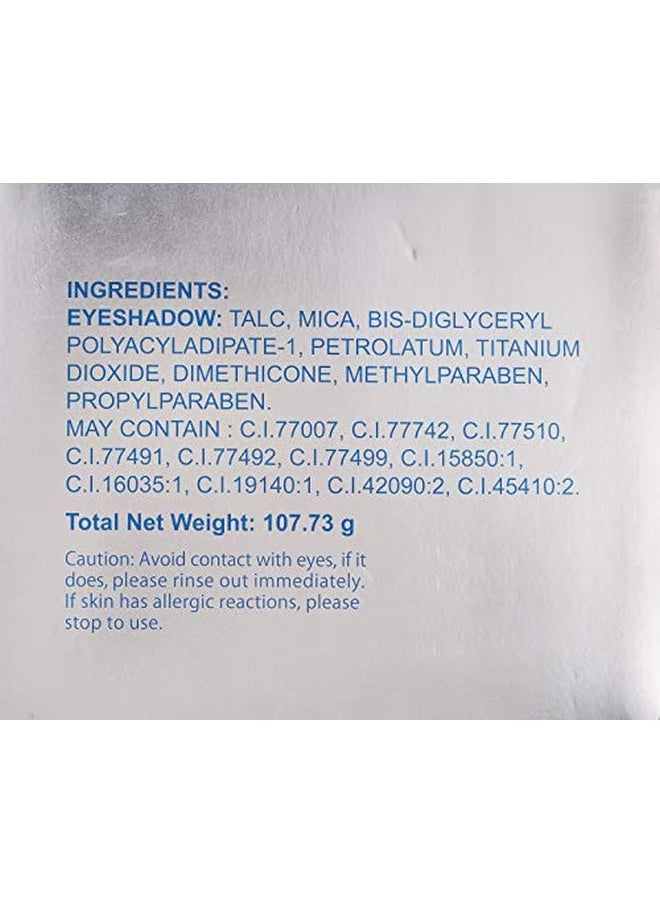 INGREDIENTS:
EYESHADOW: TALC, MICA, BIS-DIGLYCERYL
POLYACYLADIPATE-1, PETROLATUM, TITANIUM
DIOXIDE, DIMETHICONE, METHYLPARABEN,
PROPYLPARABEN.
MAY CONTAIN : C.I.77007, C.I.77742, C.I.77510,
C.I.77491, C.I.77492, C.I.77499, C.I.15850:1,
C.I.16035:1, C.I.19140:1, C.I.42090:2, C.I.45410:2.
Total Net Weight: 107.73 g
Caution: Avoid contact with eyes, if it
does, please rinse out immediately.
If skin has allergic reactions, please
stop to use.